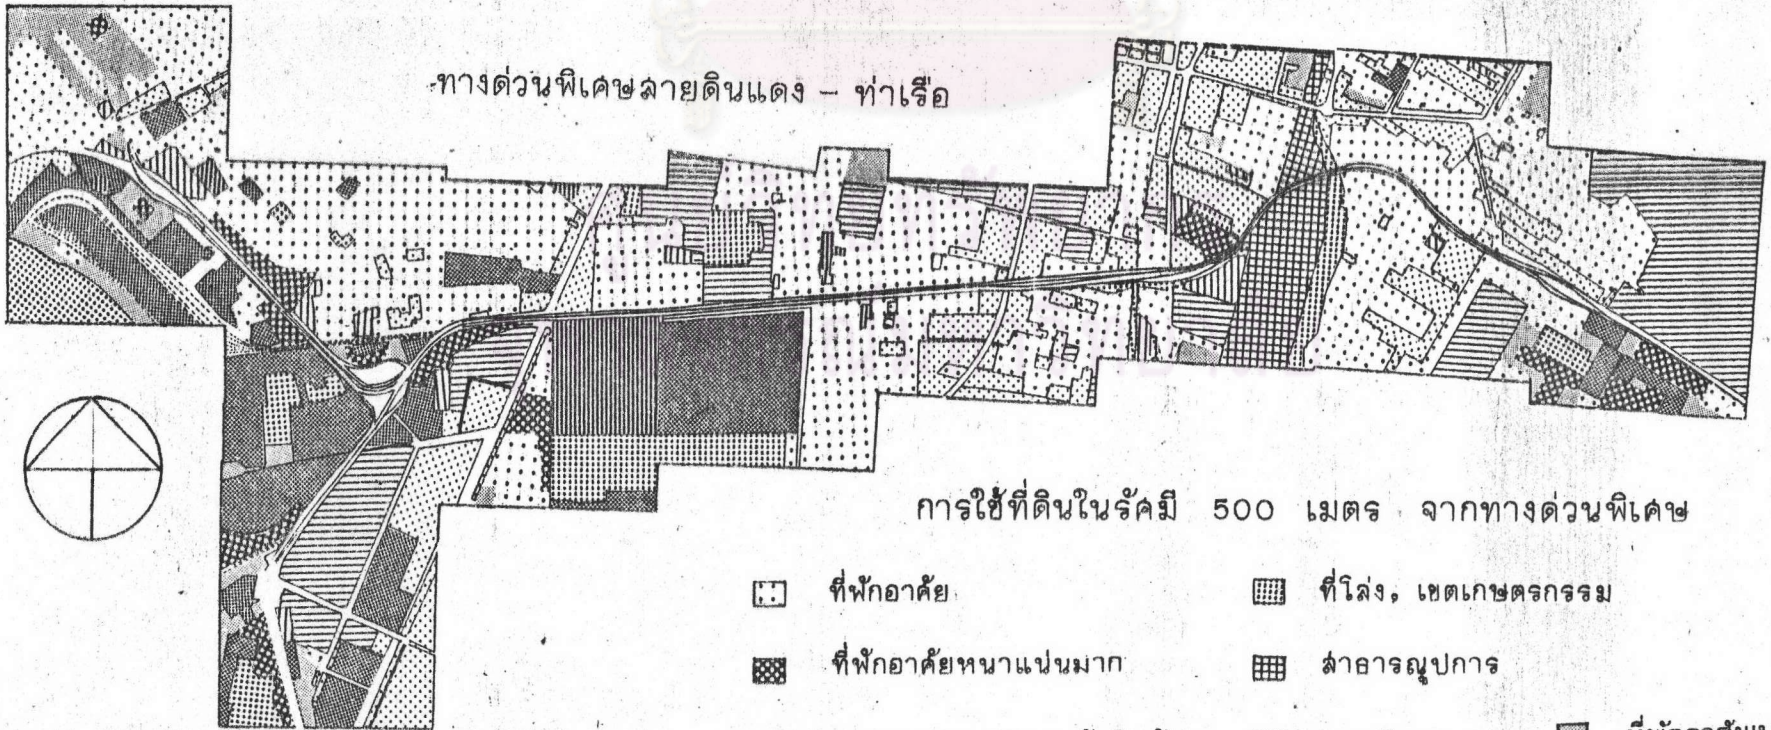 ทางด่วนพิเศษสายดินแดง - ท่าเรือ
การใช้ที่ดินในรัศมี 500 เมตร จากทางด่วนพิเศษ
ที่พักอาศัย
ที่โล่ง, เขตเกษตรกรรม
ที่พักอาศัยหนาแน่นมาก
สาธารณูปการ